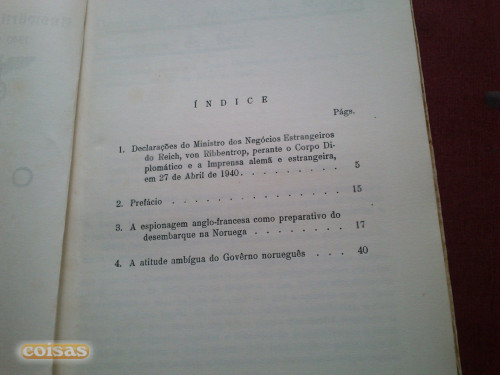 ÍNDICE
Págs.
1. Declarações do Ministro dos Negócios Estrangeiros
do Reich, von Ribbentrop, perante o Corpo Di-
plomático e a Imprensa alemã e estrangeira,
em 27 de Abril de 1940. . . . . . . . . 5
2. Prefácio . . . . . . . . . . . . . . 15
3. A espionagem anglo-francesa como preparativo do
desembarque na Noruega . . . . . . . . 17
4. A atitude ambígua do Govêrno norueguês . . . 40
coisas